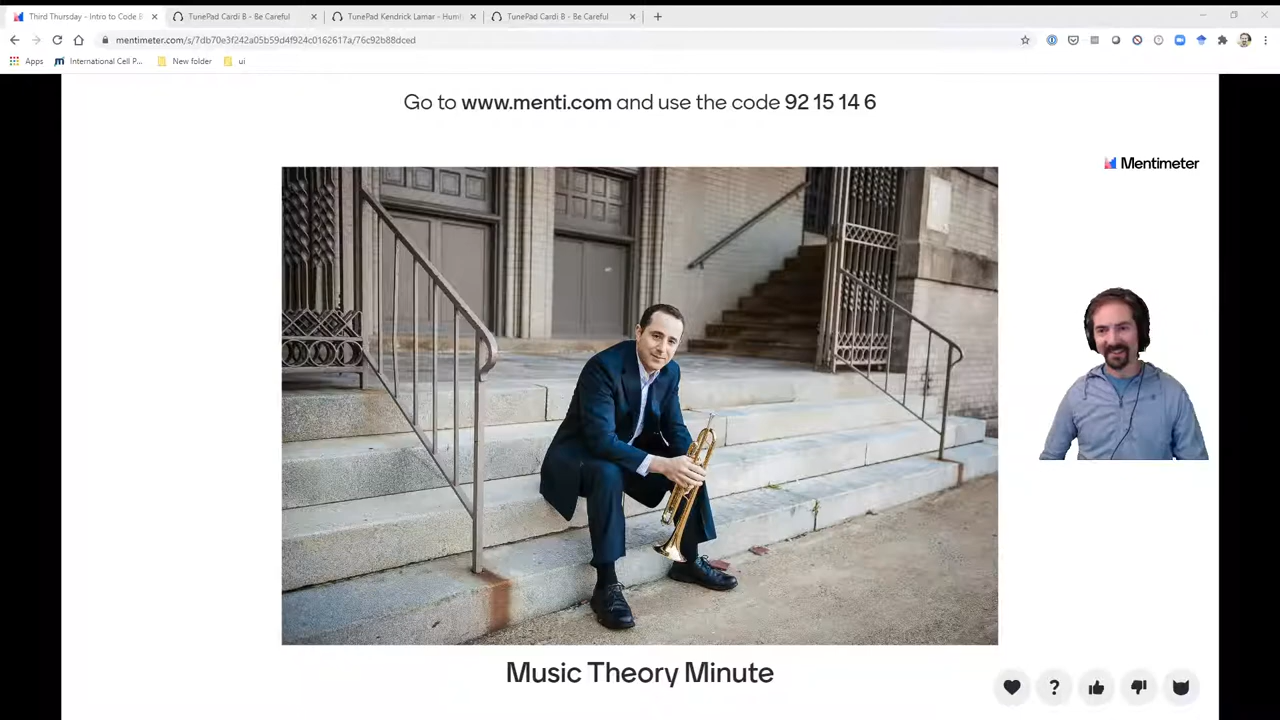 Third Thursday - Intro to Code B
TunePad Cardi B - Be Careful
TunePad Kendrick Lamar - Humb
TunePad Cardi B - Be Careful
mentimeter.com/s/7db70e3f242a05b59d4f924c0162617a/76c92b88dced
Apps
International Cell P...
New folder
ui
Go to www.menti.com and use the code 92 15 14 6
Mentimeter
Music Theory Minute